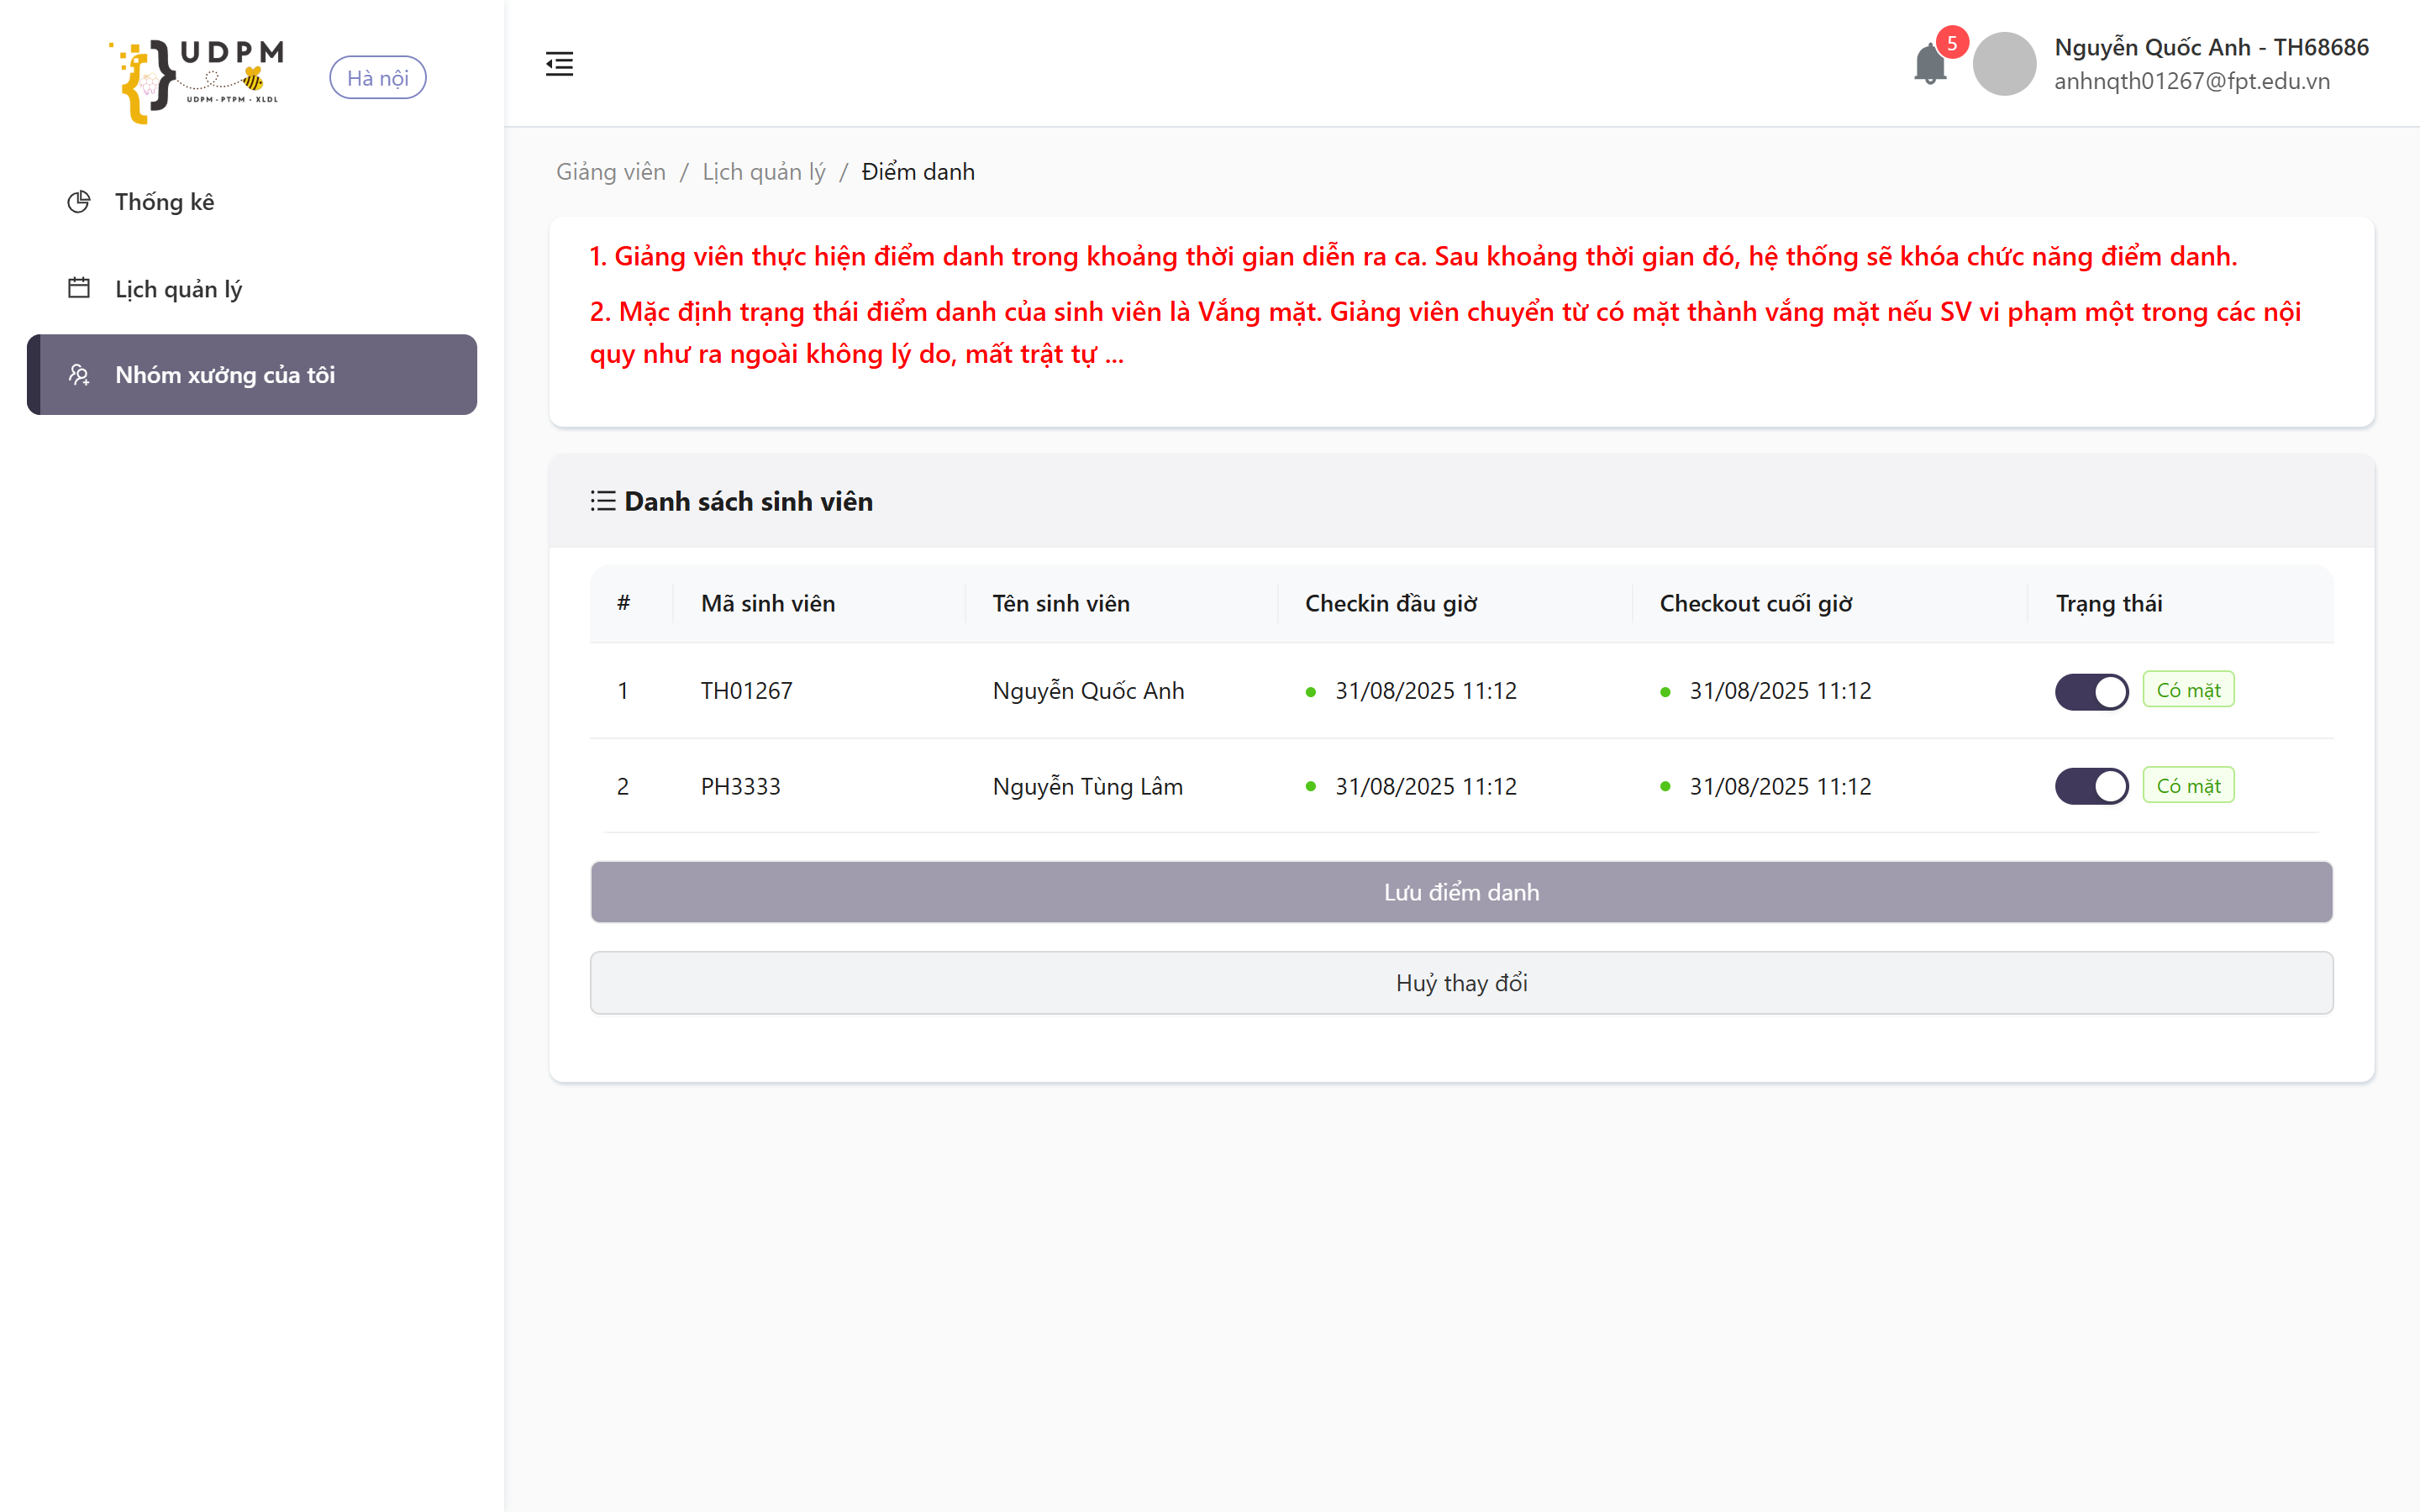 UDPM
UDPM - PTPM - XLDL
Hà nội
5
Nguyễn Quốc Anh - TH68686
anhnqth01267@fpt.edu.vn
Thống kê
Lịch quản lý
Nhóm xưởng của tôi
Giảng viên / Lịch quản lý / Điểm danh
1. Giảng viên thực hiện điểm danh trong khoảng thời gian diễn ra ca. Sau khoảng thời gian đó, hệ thống sẽ khóa chức năng điểm danh.
2. Mặc định trạng thái điểm danh của sinh viên là Vắng mặt. Giảng viên chuyển từ có mặt thành vắng mặt nếu SV vi phạm một trong các nội
quy như ra ngoài không lý do, mất trật tự ...
Danh sách sinh viên
# Mã sinh viên Tên sinh viên Checkin đầu giờ Checkout cuối giờ Trạng thái
1 TH01267 Nguyễn Quốc Anh 31/08/2025 11:12 31/08/2025 11:12 Có mặt
2 PH3333 Nguyễn Tùng Lâm 31/08/2025 11:12 31/08/2025 11:12 Có mặt
Lưu điểm danh
Huỷ thay đổi